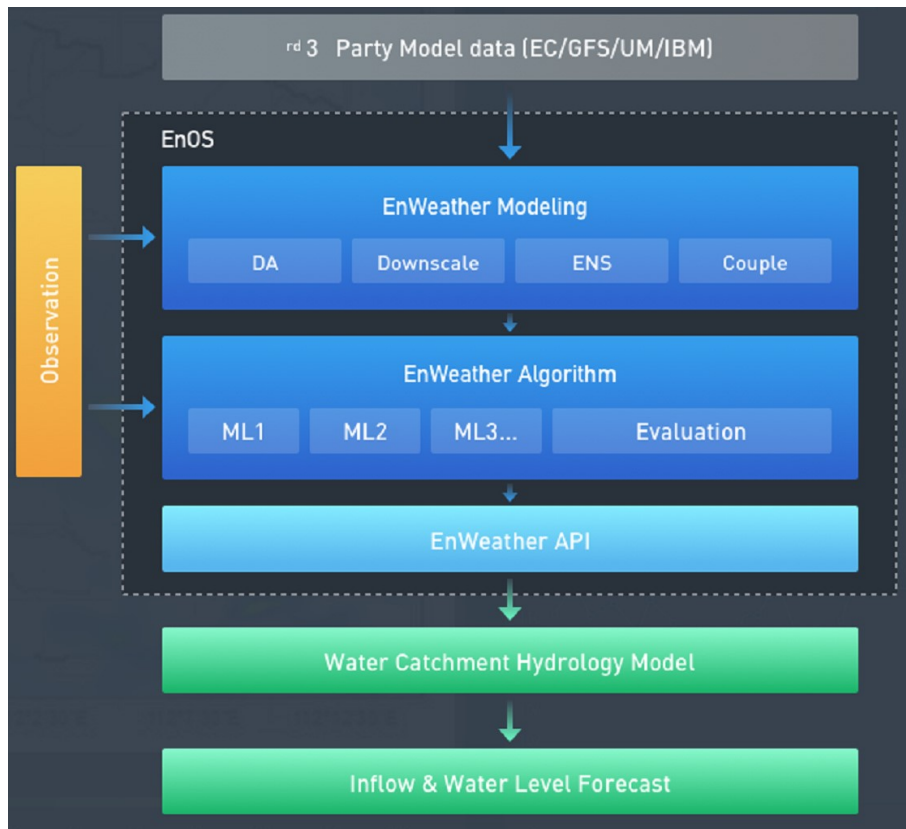 rd 3 Party Model data (EC/GFS/UM/IBM)
EnOS
Observation
EnWeather Modeling
DA
Downscale
ENS
Couple
EnWeather Algorithm
ML1
ML2
ML3...
Evaluation
EnWeather API
Water Catchment Hydrology Model
Inflow & Water Level Forecast